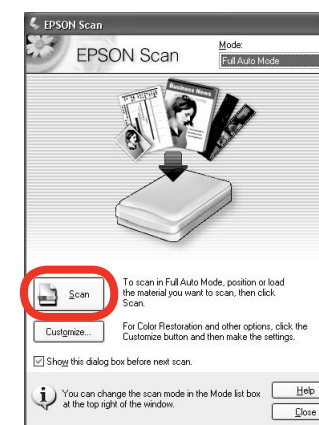 EPSON Scan
EPSON Scan
Mode:
Full Auto Mode
Business News
Scan
To scan in Full Auto Mode, position or load
the material you want to scan, then click
Scan.
Customize...
For Color Restoration and other options, click the
Customize button and then make the settings.
Show this dialog box before next scan.
i
You can change the scan mode in the Mode list box
at the top right of the window.
Help
Close